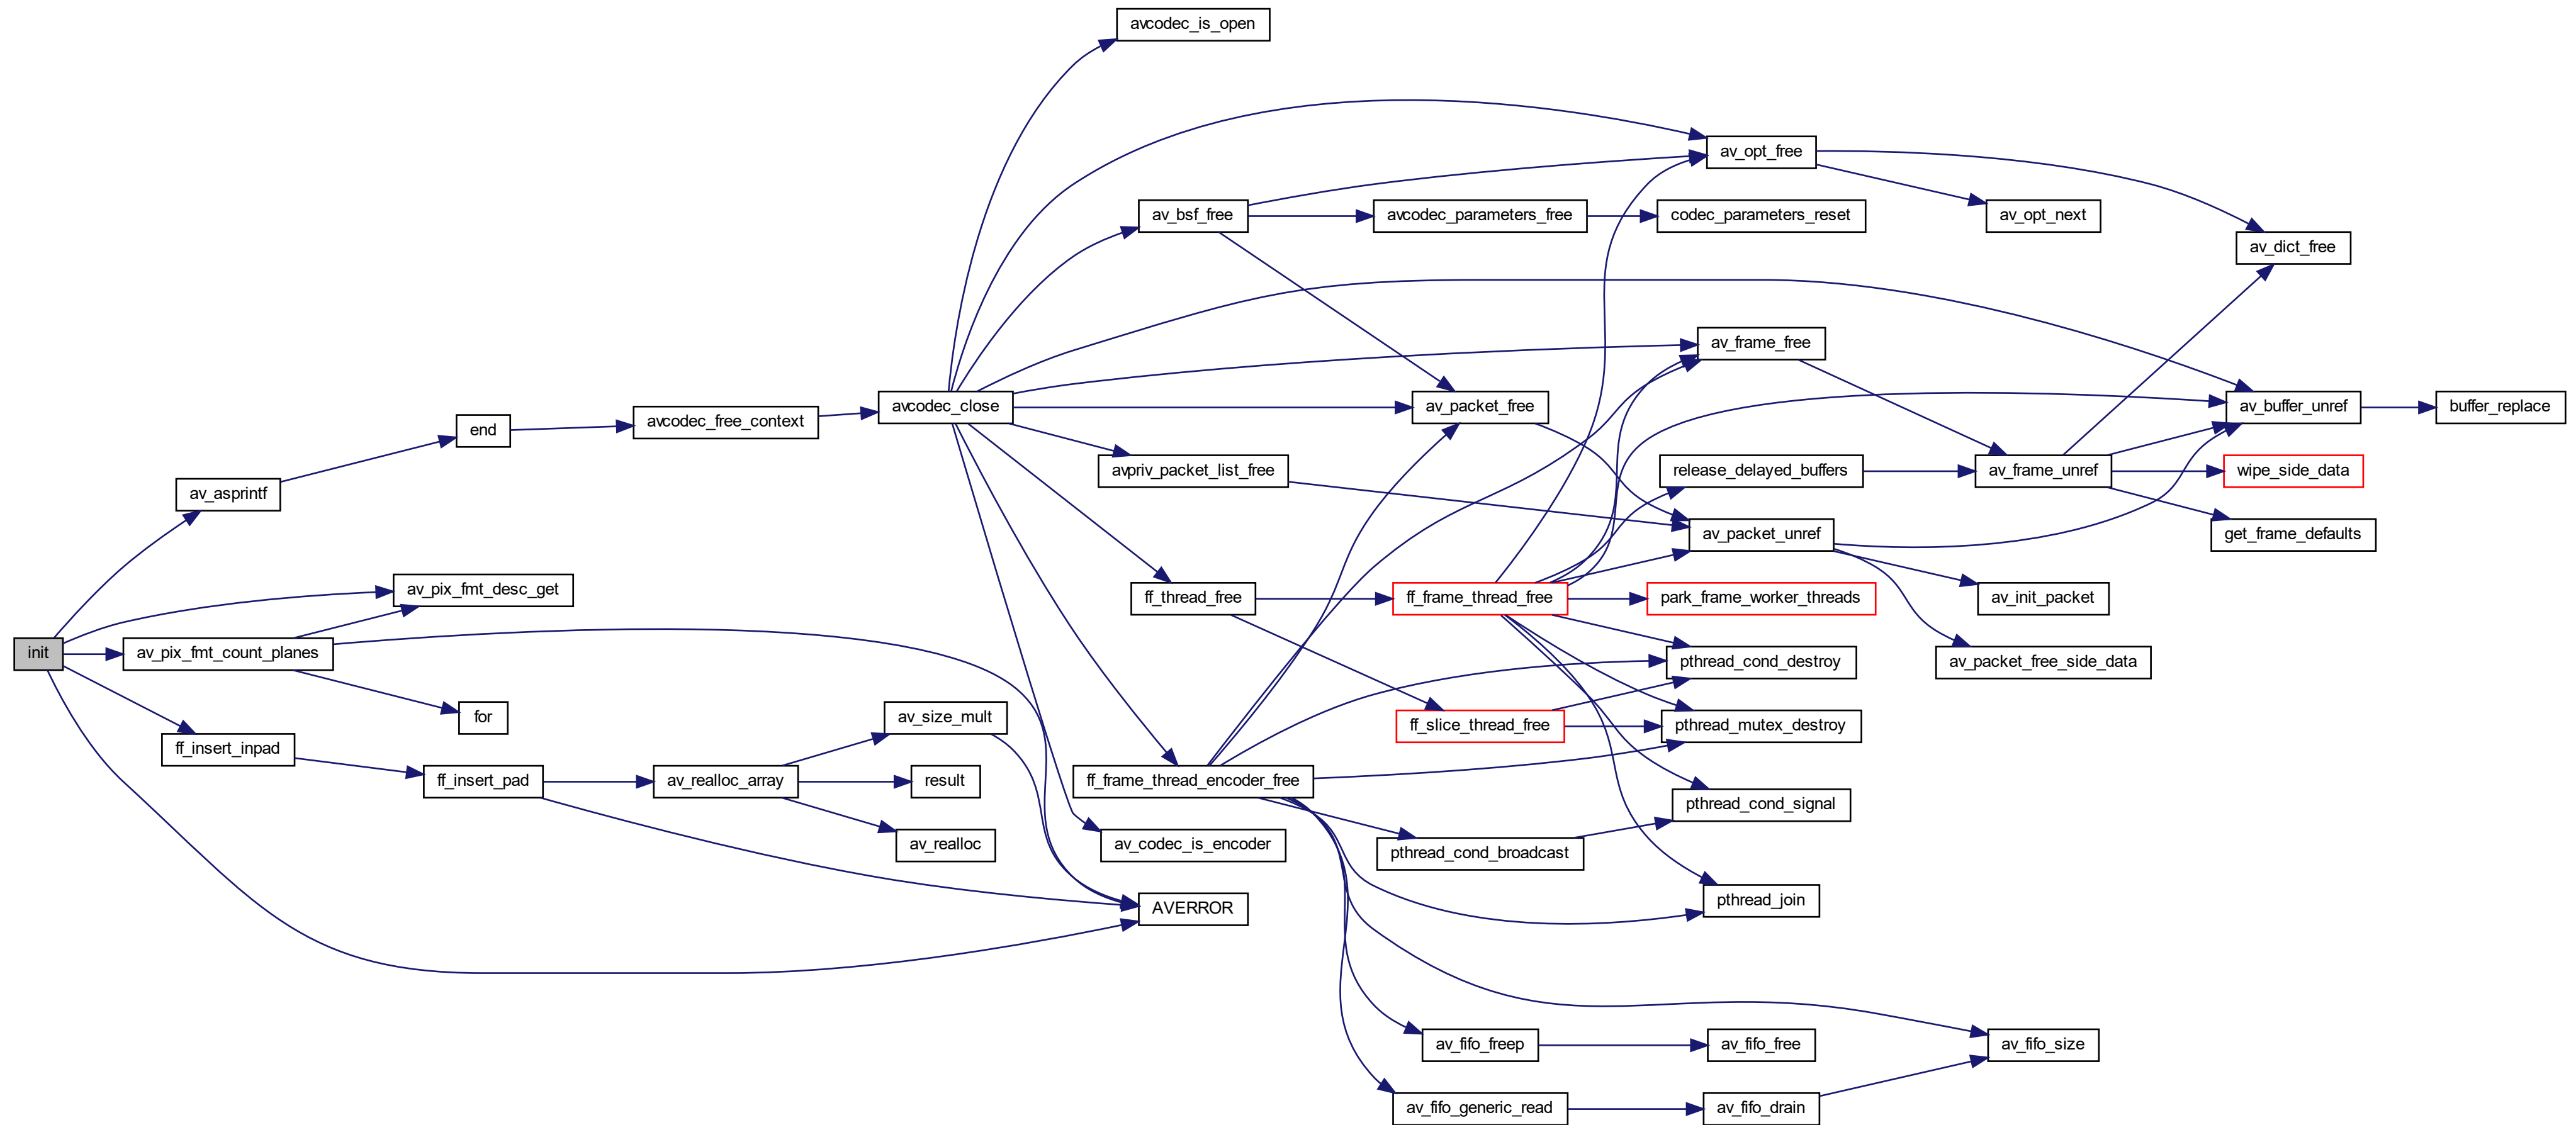 avcodec_is_open
av_opt_free
av_bsf_free
avcodec_parameters_free
codec_parameters_reset
av_opt_next
av_dict_free
av_frame_free
avcodec_close
av_packet_free
av_buffer_unref
buffer_replace
avcodec_free_context
end
avpriv_packet_list_free
release_delayed_buffers
av_frame_unref
wipe_side_data
av_asprintf
av_packet_unref
get_frame_defaults
av_pix_fmt_desc_get
ff_thread_free
ff_frame_thread_free
park_frame_worker_threads
av_init_packet
init
av_pix_fmt_count_planes
pthread_cond_destroy
av_packet_free_side_data
for
av_size_mult
ff_slice_thread_free
pthread_mutex_destroy
ff_insert_inpad
ff_insert_pad
av_realloc_array
result
ff_frame_thread_encoder_free
pthread_cond_signal
av_realloc
av_codec_is_encoder
pthread_cond_broadcast
AVERROR
pthread_join
av_fifo_freep
av_fifo_free
av_fifo_size
av_fifo_generic_read
av_fifo_drain